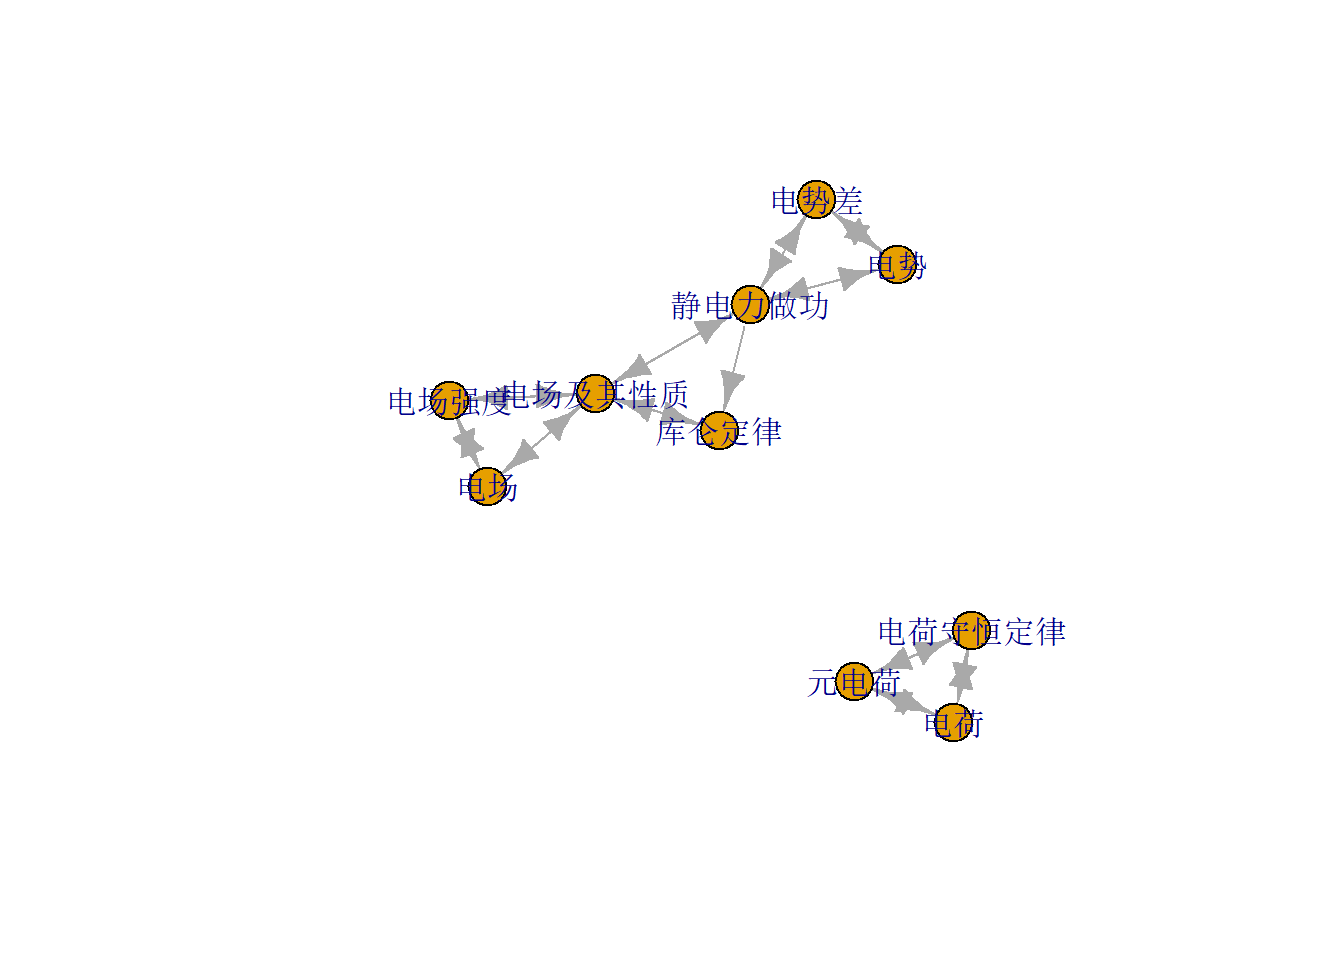 电势差
电势
静电力做功
电场强度
电场及其性质
库仑定律
电场
电荷守恒定律
元电荷
电荷